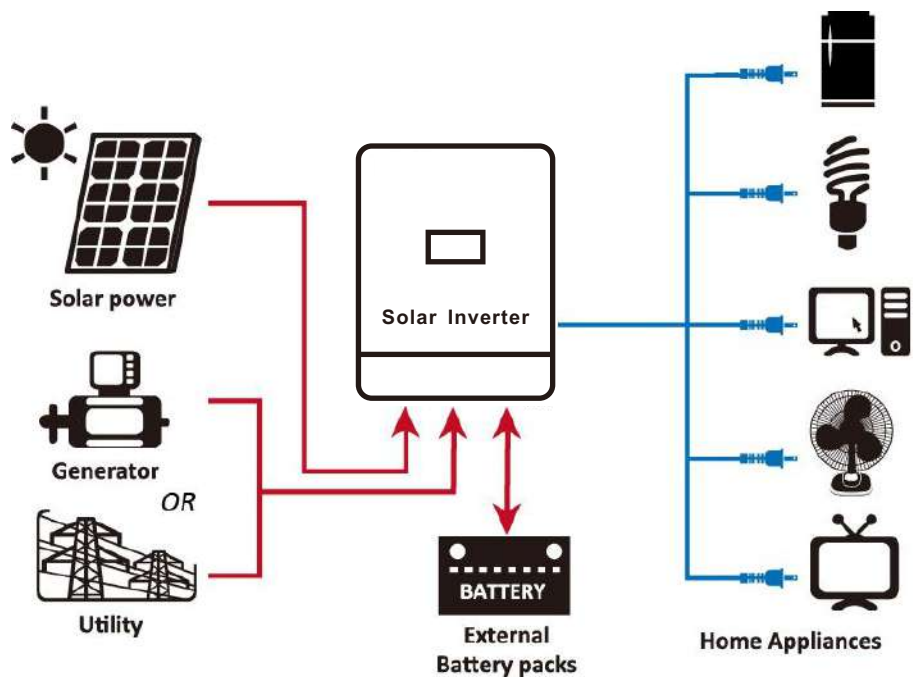 Solar power
Solar Inverter
Generator
OR
Utility
BATTERY
External
Battery packs
Home Appliances